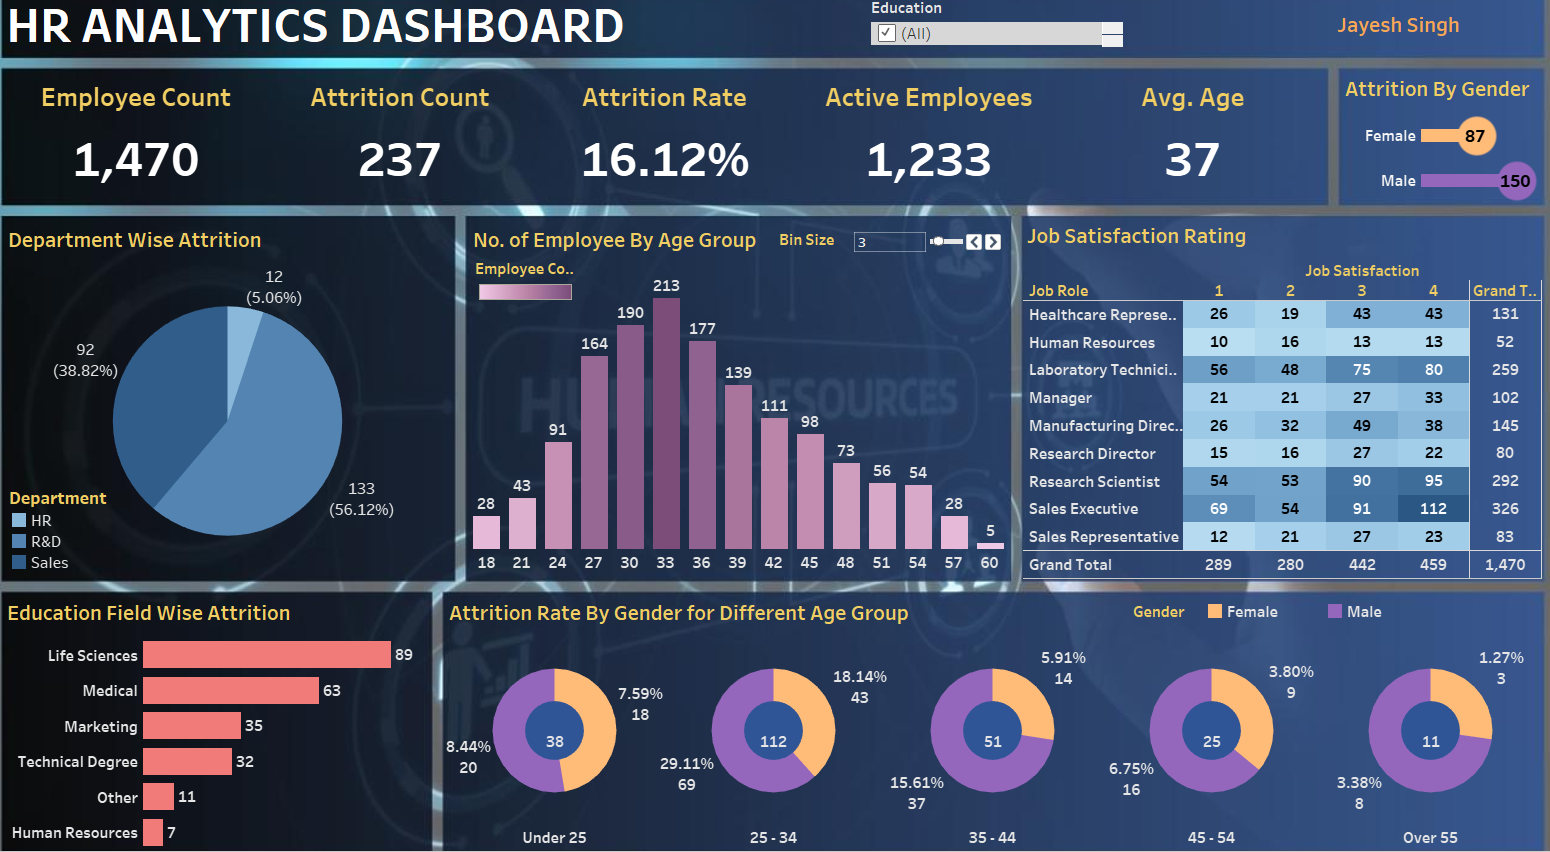 HR ANALYTICS DASHBOARD
Education
(All)
Jayesh Singh
Employee Count
1,470
Attrition Count
237
Attrition Rate
16.12%
Active Employees
1,233
Avg. Age
37
Attrition By Gender
Female 87
Male 150
Department Wise Attrition
12
(5.06%)
92
(38.82%)
133
(56.12%)
Department
HR
R&D
Sales
No. of Employee By Age Group
Bin Size 3
Employee Co..
28 43 91 164 190 213 177 139 111 98 73 56 54 28 5
18 21 24 27 30 33 36 39 42 45 48 51 54 57 60
HUMAN RESOURCES
Job Satisfaction Rating
Job Satisfaction
Job Role 1 2 3 4 Grand T..
Healthcare Represe.. 26 19 43 43 131
Human Resources 10 16 13 13 52
Laboratory Technici.. 56 48 75 80 259
Manager 21 21 27 33 102
Manufacturing Direc.. 26 32 49 38 145
Research Director 15 16 27 22 80
Research Scientist 54 53 90 95 292
Sales Executive 69 54 91 112 326
Sales Representative 12 21 27 23 83
Grand Total 289 280 442 459 1,470
Education Field Wise Attrition
Life Sciences 89
Medical 63
Marketing 35
Technical Degree 32
Other 11
Human Resources 7
Attrition Rate By Gender for Different Age Group
Gender Female Male
7.59%
18
38
8.44%
20
Under 25
18.14%
43
112
29.11%
69
25 - 34
5.91%
14
51
15.61%
37
35 - 44
3.80%
9
25
6.75%
16
45 - 54
1.27%
3
11
3.38%
8
Over 55